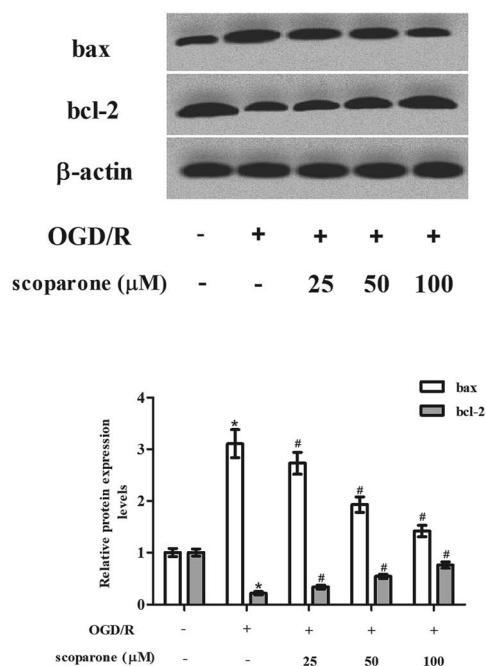 bax
bcl-2
β-actin
OGD/R - + + + +
scoparone (μM) - - 25 50 100
bax
bcl-2
Relative protein expression
levels
4
3
2
1
0
* * # # # # # #
OGD/R - + + + +
scoparone (μM) - - 25 50 100